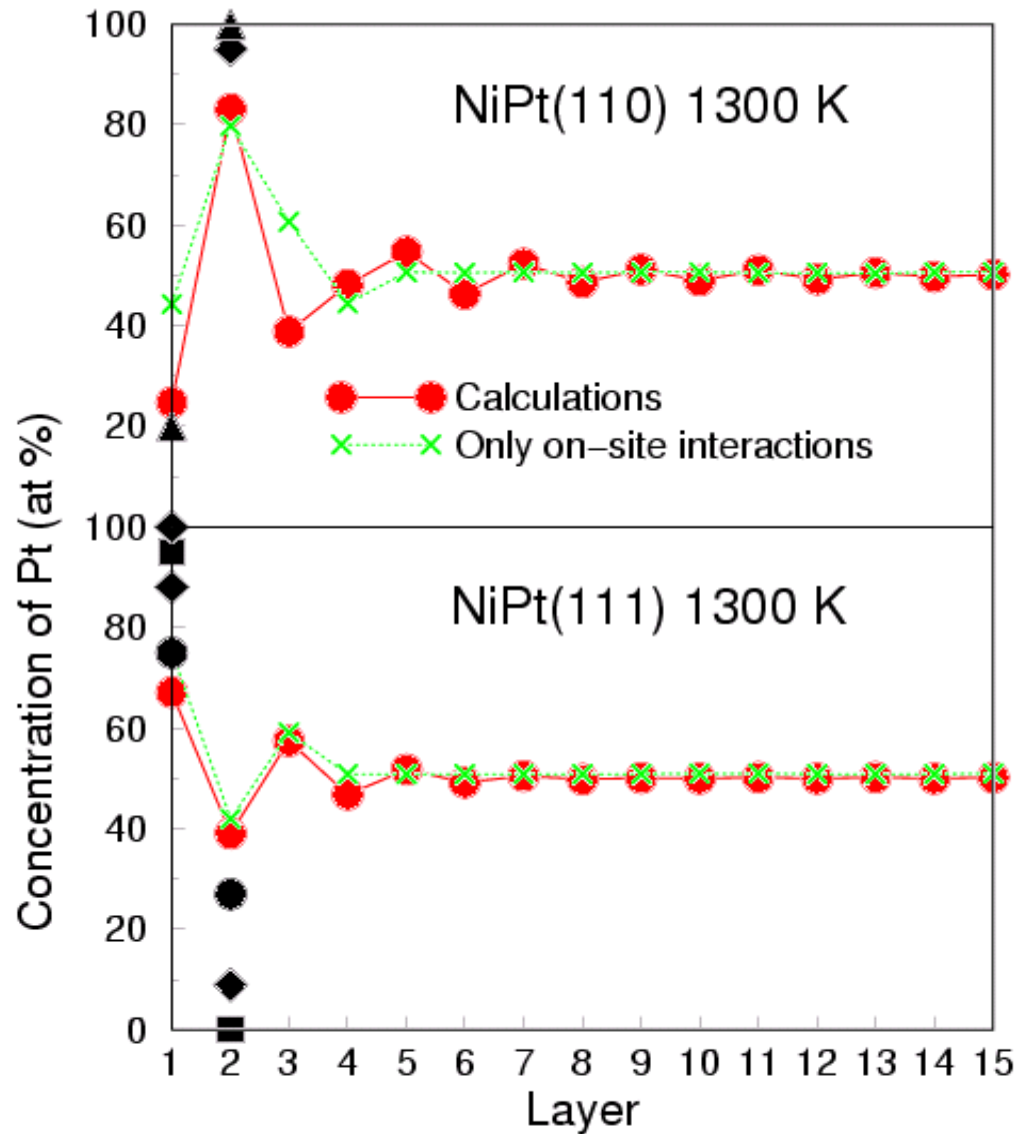 100
NiPt(110) 1300 K
80
60
40
Calculations
20
Only on-site interactions
100
NiPt(111) 1300 K
80
60
40
20
0
1 2 3 4 5 6 7 8 9 10 11 12 13 14 15
Layer
Concentration of Pt (at %)